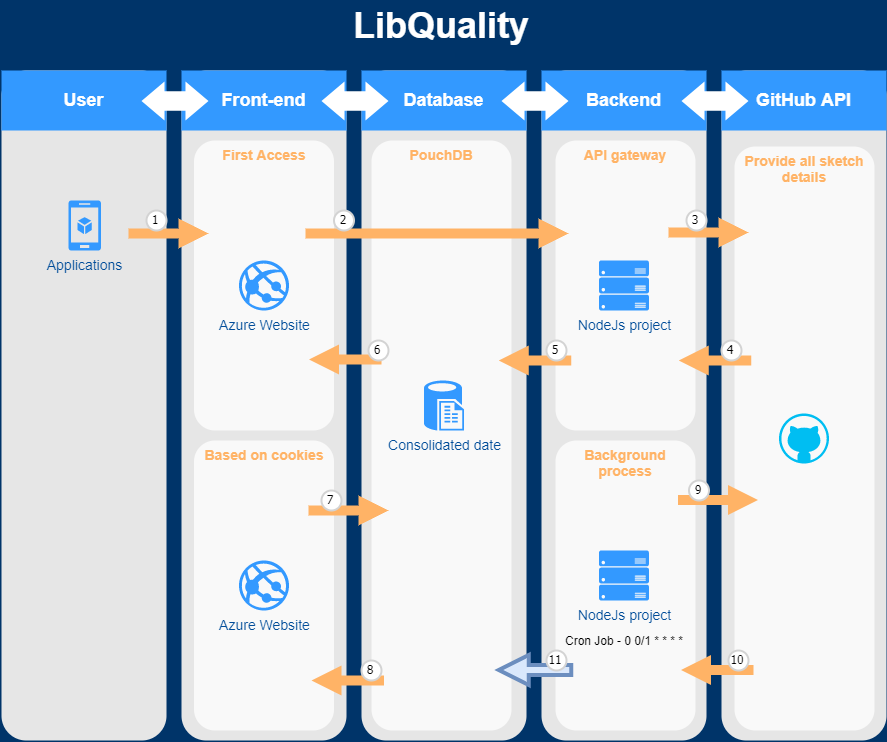 LibQuality
User
Front-end
Database
Backend
GitHub API
First Access
PouchDB
API gateway
Provide all sketch
details
1
2
3
Applications
Azure Website
NodeJs project
6
5
4
Consolidated date
Based on cookies
Background
process
7
9
Azure Website
NodeJs project
Cron Job - 0 0/1 * * * *
8
11
10